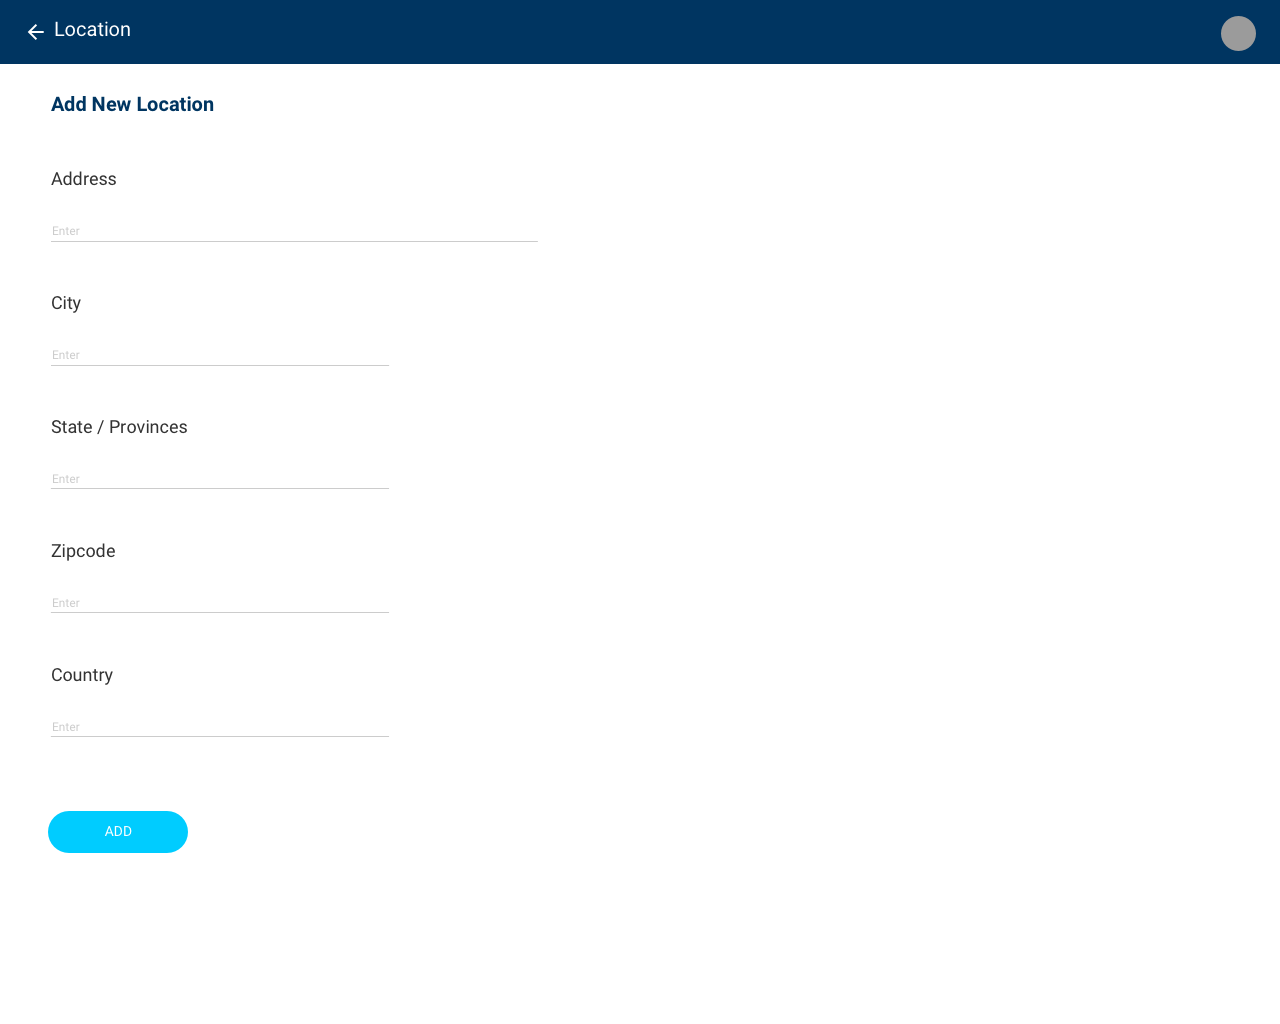 Location
Add New Location
Address
Enter
City
Enter
State / Provinces
Enter
Zipcode
Enter
Country
Enter
ADD